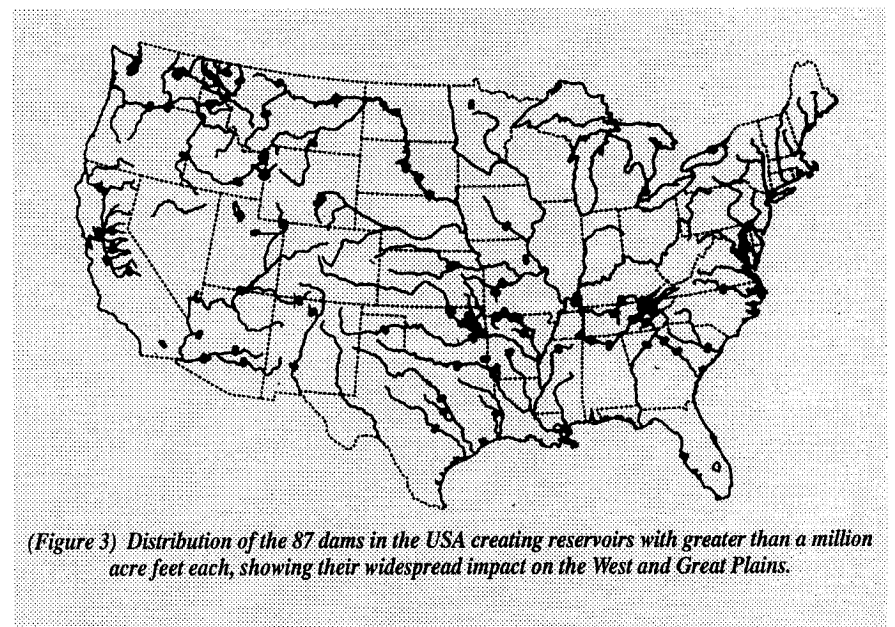 (Figure 3) Distribution of the 87 dams in the USA creating reservoirs with greater than a million
acre feet each, showing their widespread impact on the West and Great Plains.